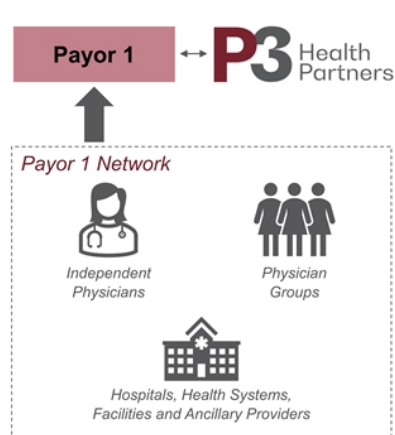 Payor 1
P3 Health
Partners
Payor 1 Network
Independent
Physicians
Physician
Groups
Hospitals, Health Systems,
Facilities and Ancillary Providers